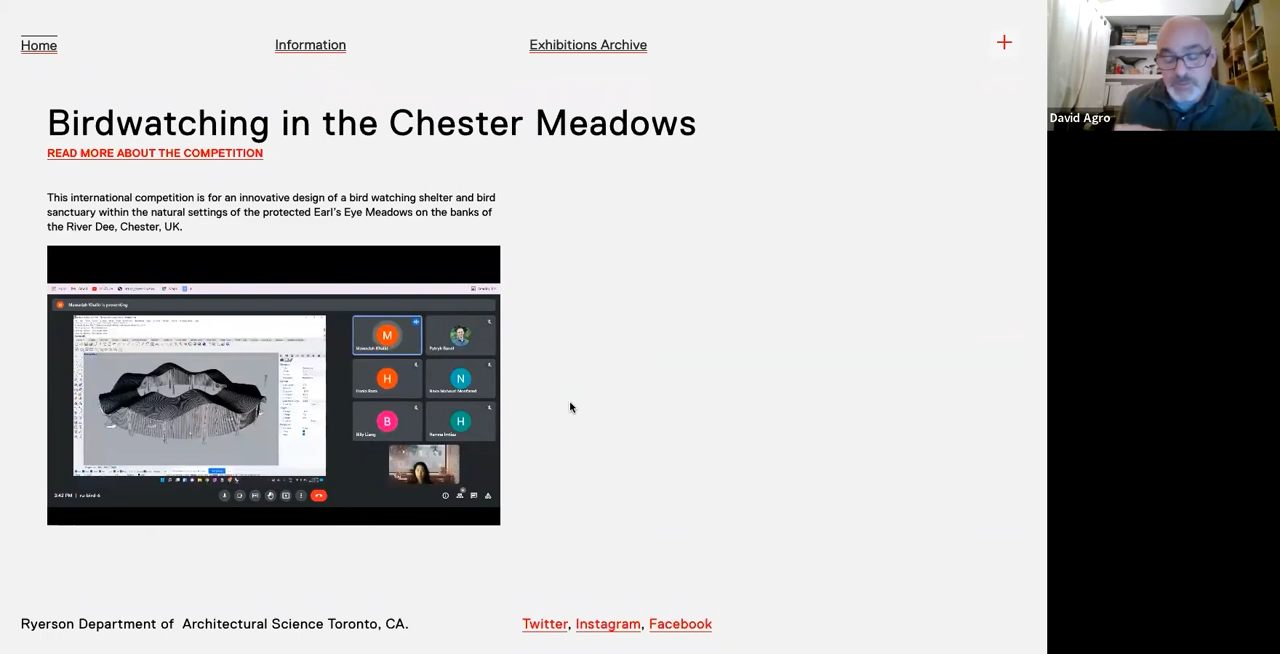 Home
Information
Exhibitions Archive
Birdwatching in the Chester Meadows
READ MORE ABOUT THE COMPETITION
This international competition is for an innovative design of a bird watching shelter and bird
sanctuary within the natural settings of the protected Earl's Eye Meadows on the banks of
the River Dee, Chester, UK.
M
H
N
B
H
Billy Liang
Ryerson Department of Architectural Science Toronto, CA.
Twitter, Instagram, Facebook
David Agro